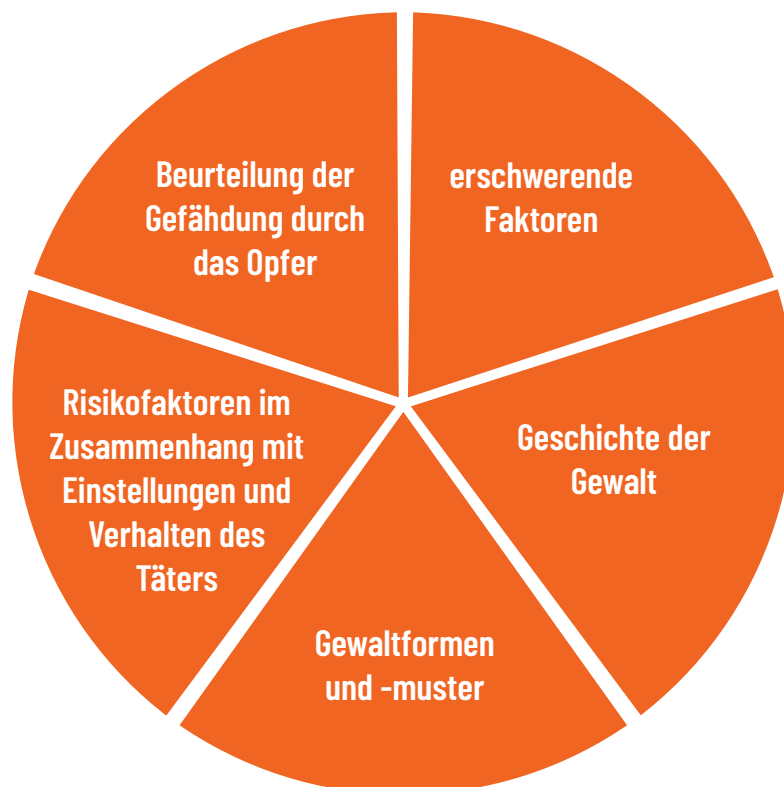 Beurteilung der
Gefähdung durch
das Opfer
erschwerende
Faktoren
Risikofaktoren im
Zusammenhang mit
Einstellungen und
Verhalten des
Täters
Geschichte der
Gewalt
Gewaltformen
und -muster